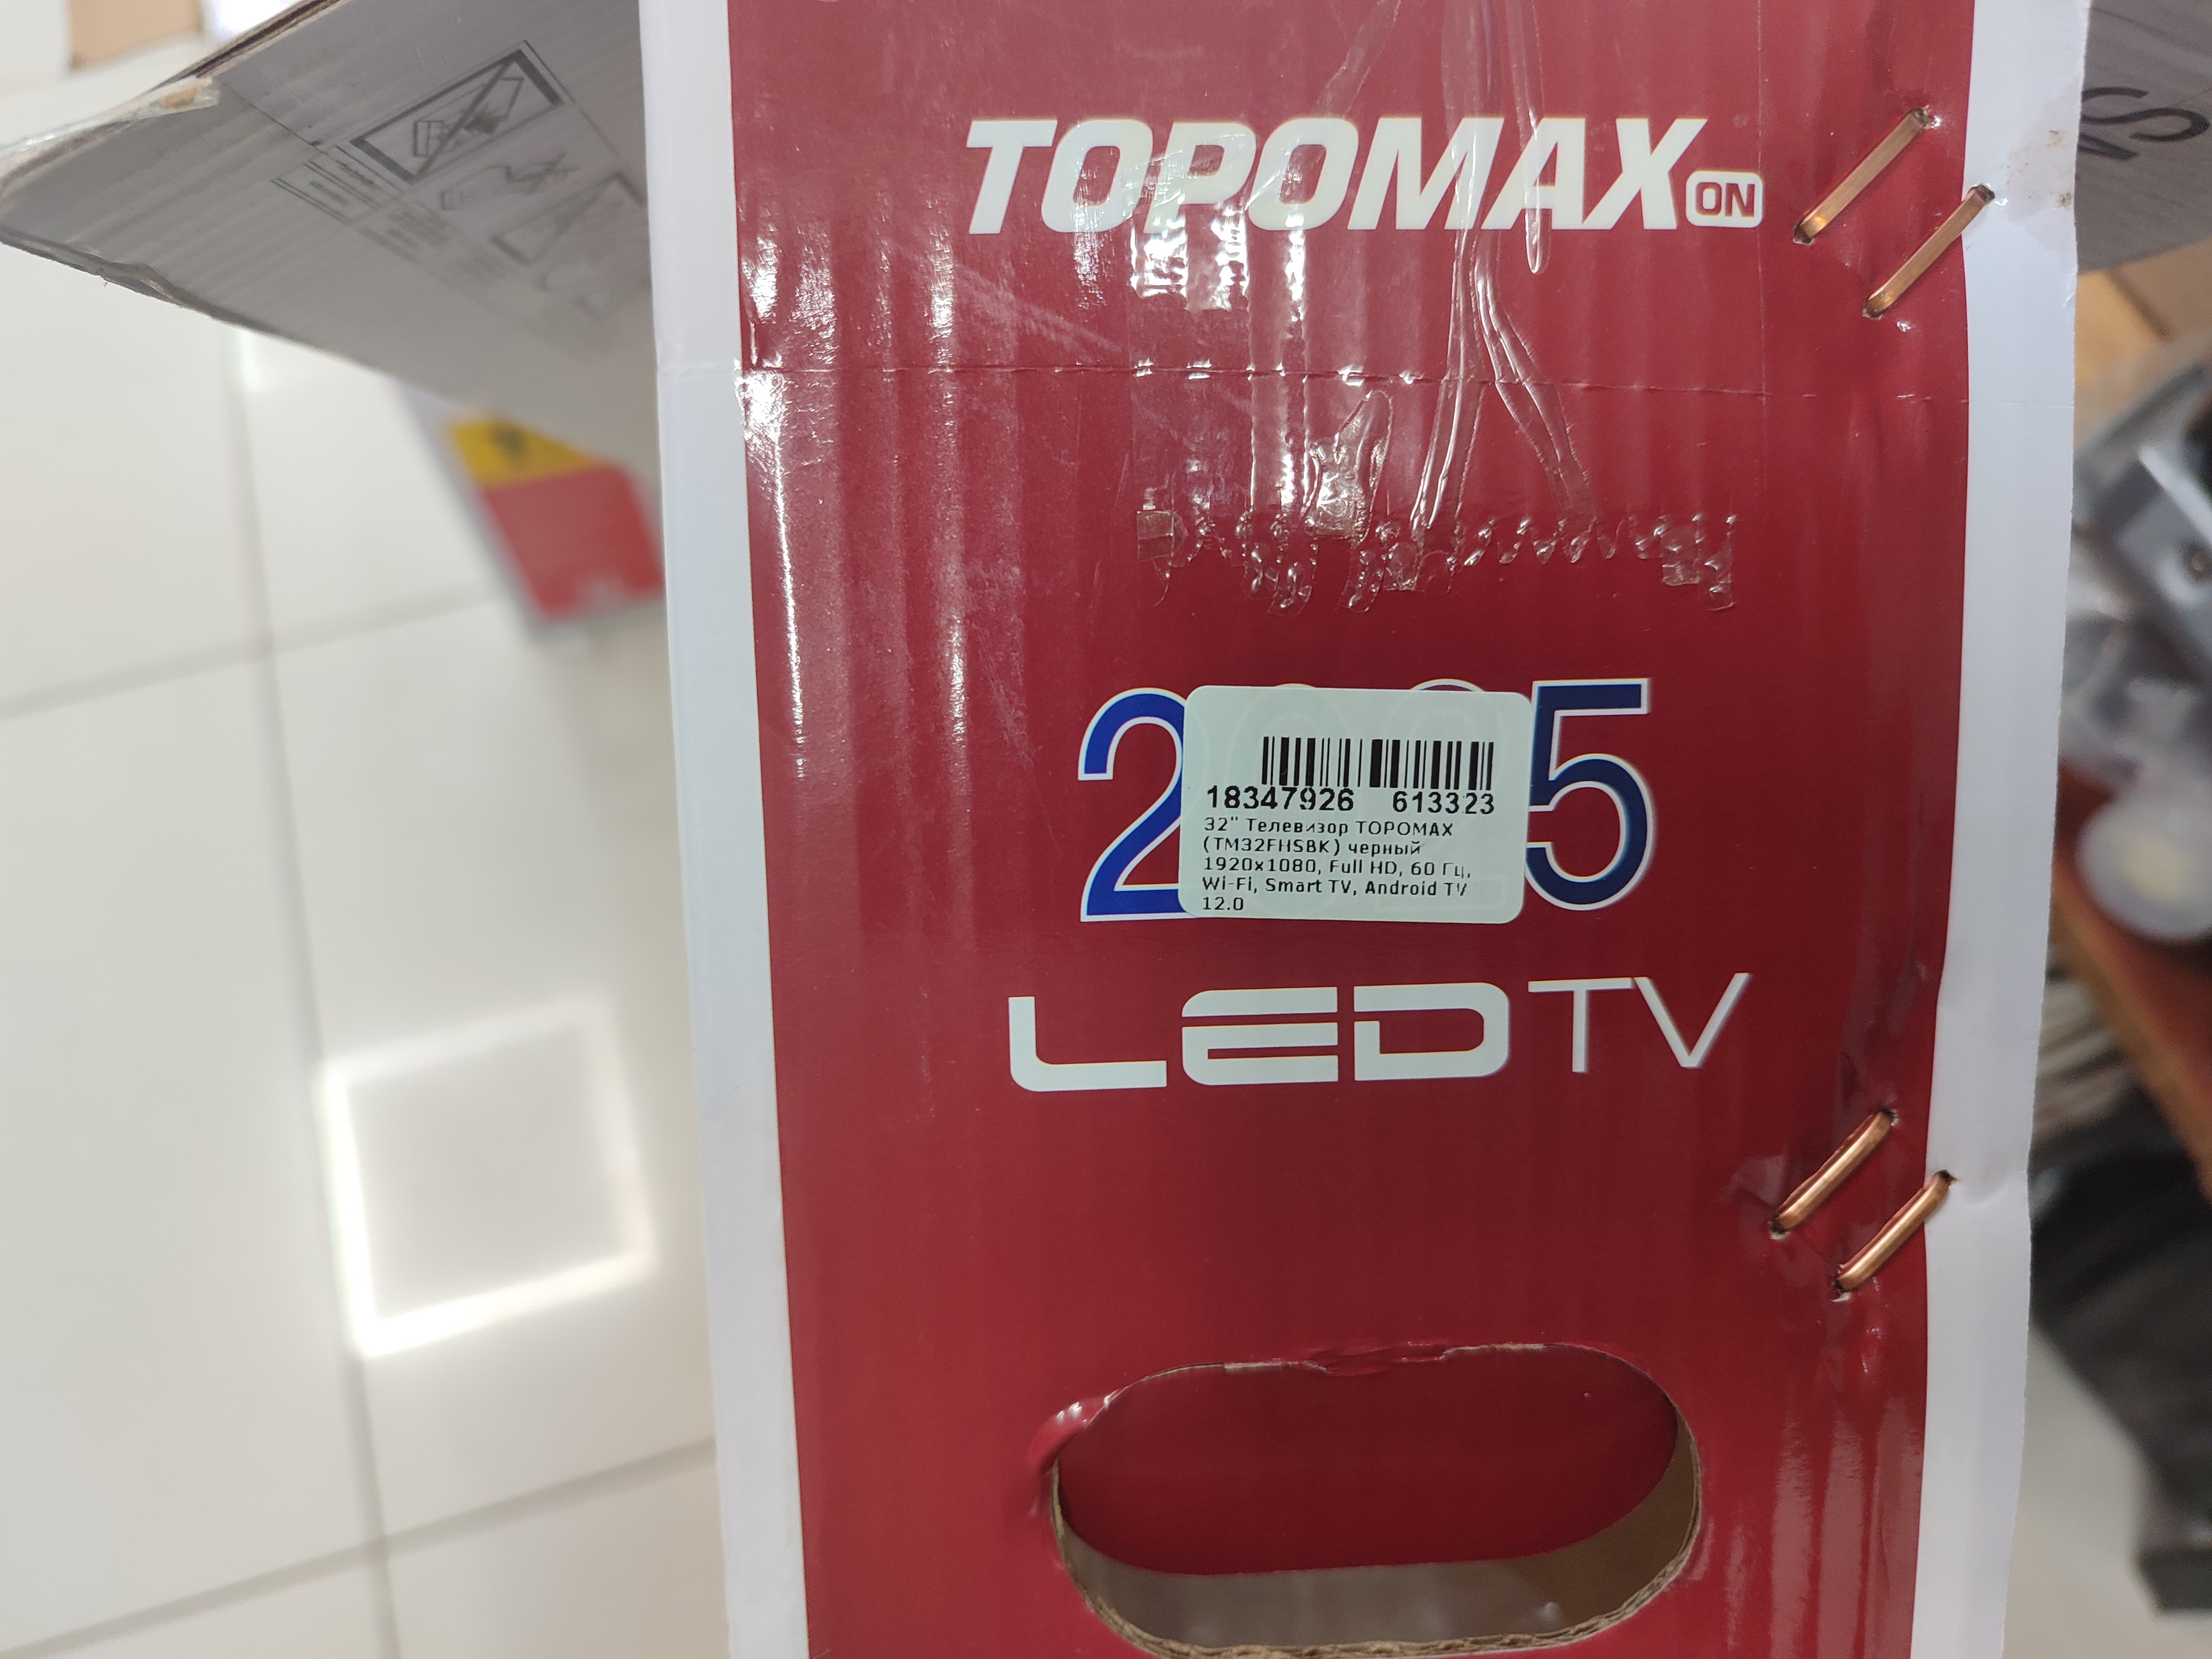 TOPOMAX ON
2 5
18347926 613323
32" Телевизор TOPOMAX
(TM32FHSBK) черный
1920x1080, Full HD, 60 Гц,
Wi-Fi, Smart TV, Android TV
12.0
LED TV